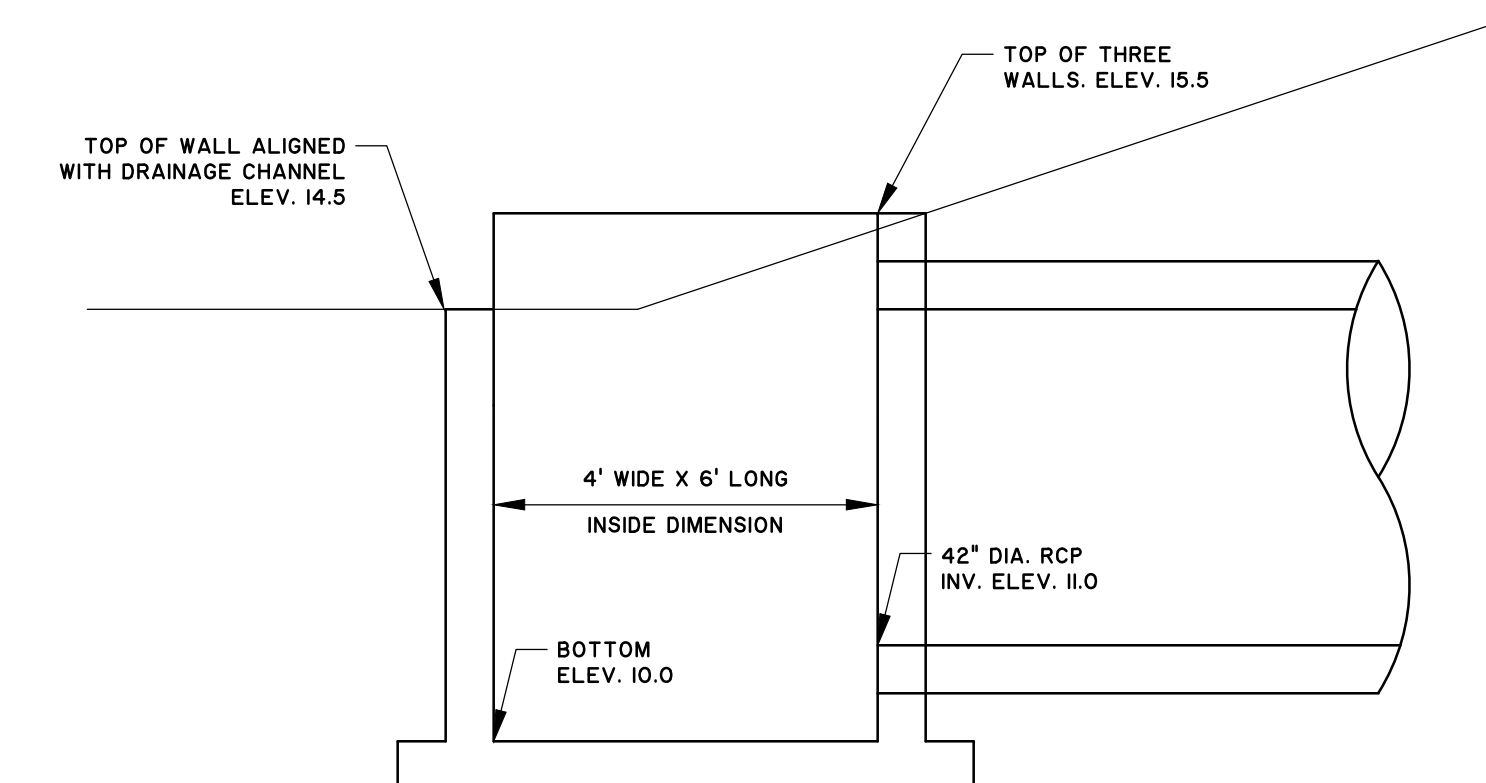 TOP OF THREE
WALLS. ELEV. 15.5
TOP OF WALL ALIGNED
WITH DRAINAGE CHANNEL
ELEV. 14.5
4' WIDE X 6' LONG
INSIDE DIMENSION
42" DIA. RCP
INV. ELEV. 11.0
BOTTOM
ELEV. 10.0